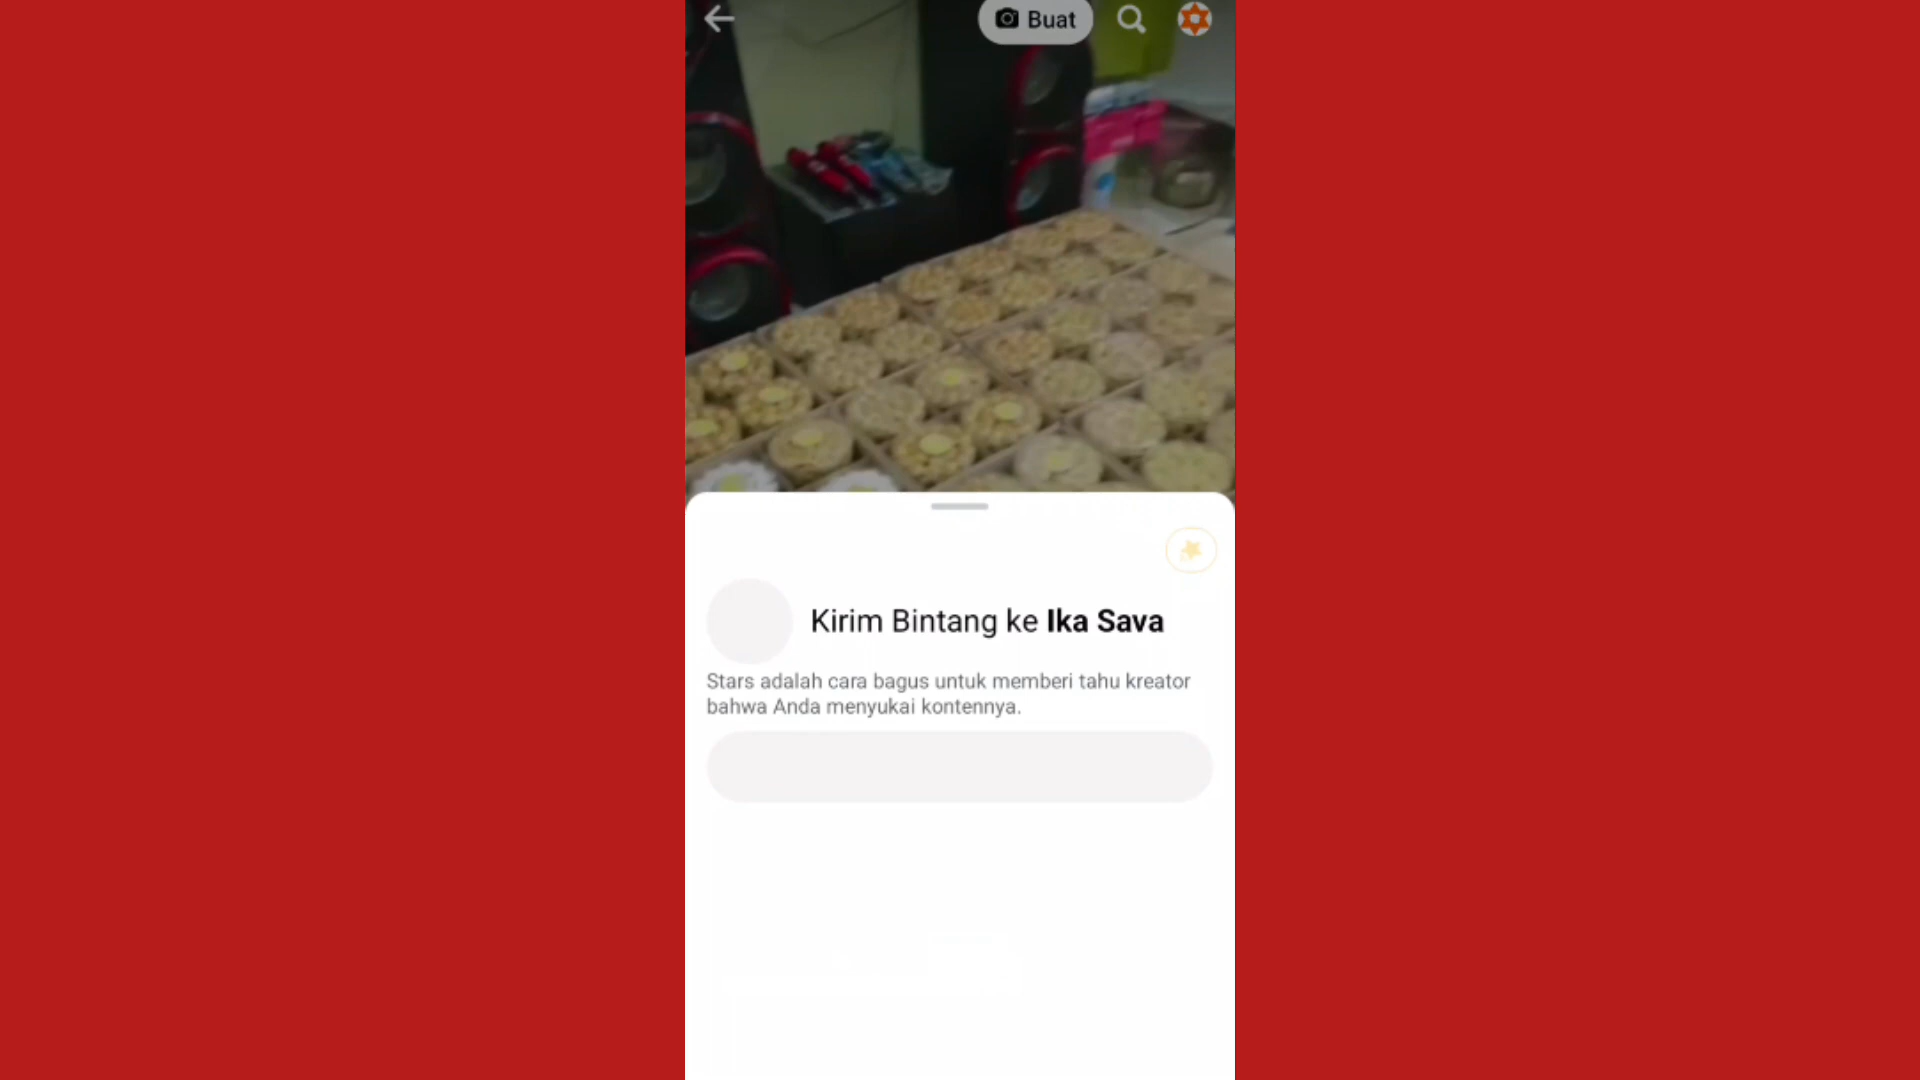 Buat
Kirim Bintang ke Ika Sava
Stars adalah cara bagus untuk memberi tahu kreator
bahwa Anda menyukai kontennya.